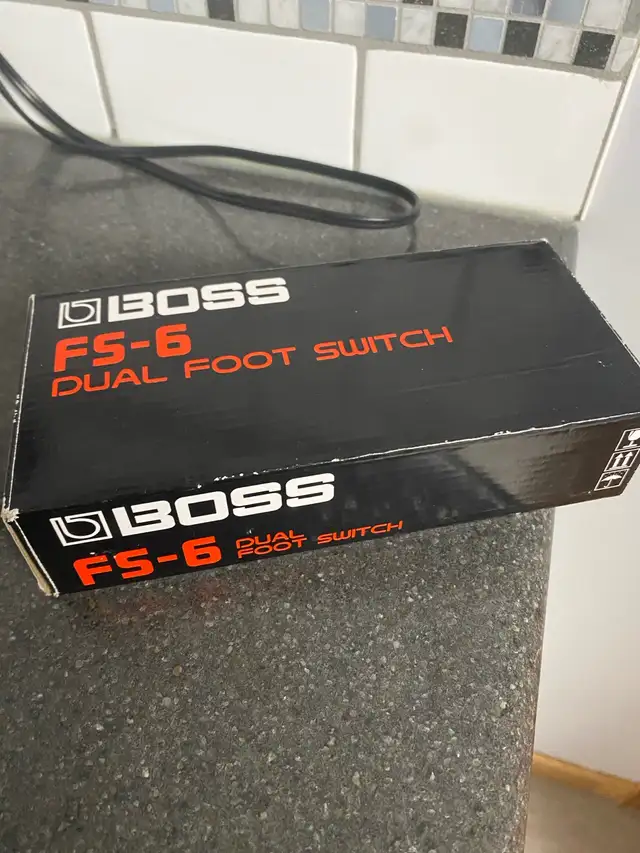 BOSS
FS-6
DUAL FOOT SWITCH
BOSS
FS-6
DUAL
FOOT SWITCH